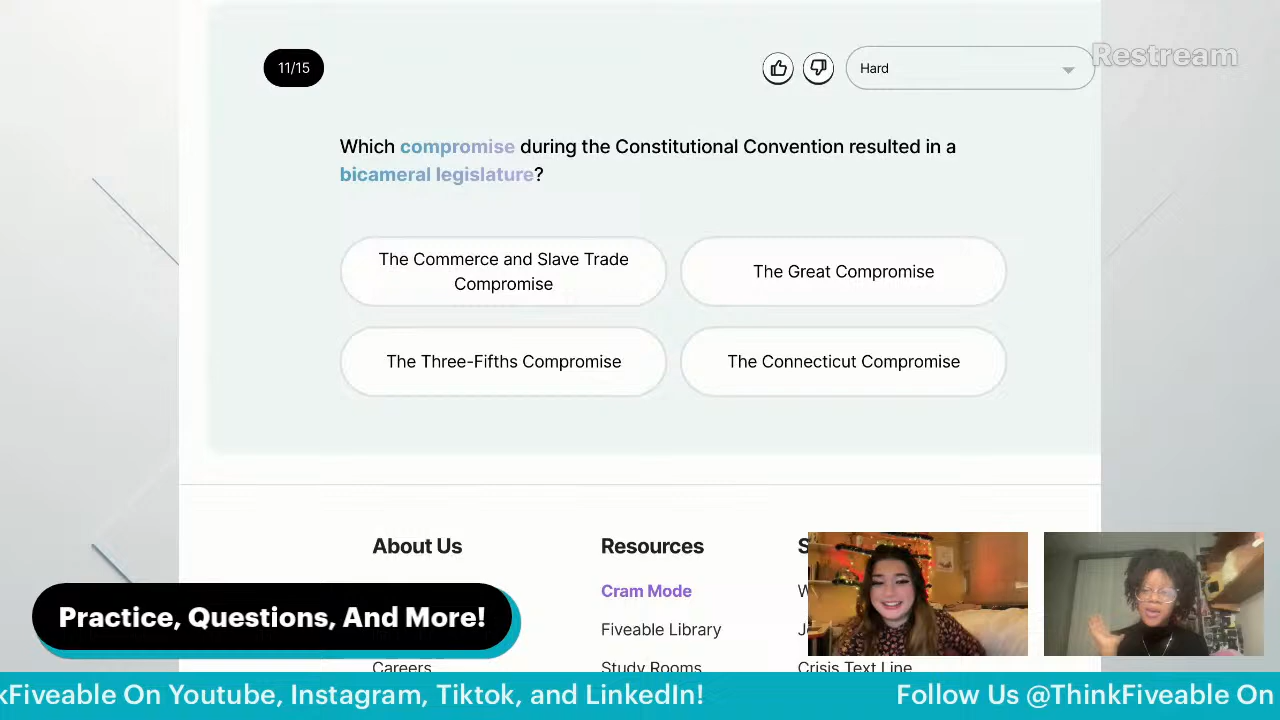 11/15
Hard
Restream
Which compromise during the Constitutional Convention resulted in a
bicameral legislature?
The Commerce and Slave Trade
Compromise
The Great Compromise
The Three-Fifths Compromise
The Connecticut Compromise
About Us
Resources
S
Cram Mode
W
Practice, Questions, And More!
Fiveable Library
Careers
Study Rooms
Crisis Text Line
kFiveable On Youtube, Instagram, Tiktok, and LinkedIn!
Follow Us @ThinkFiveable On